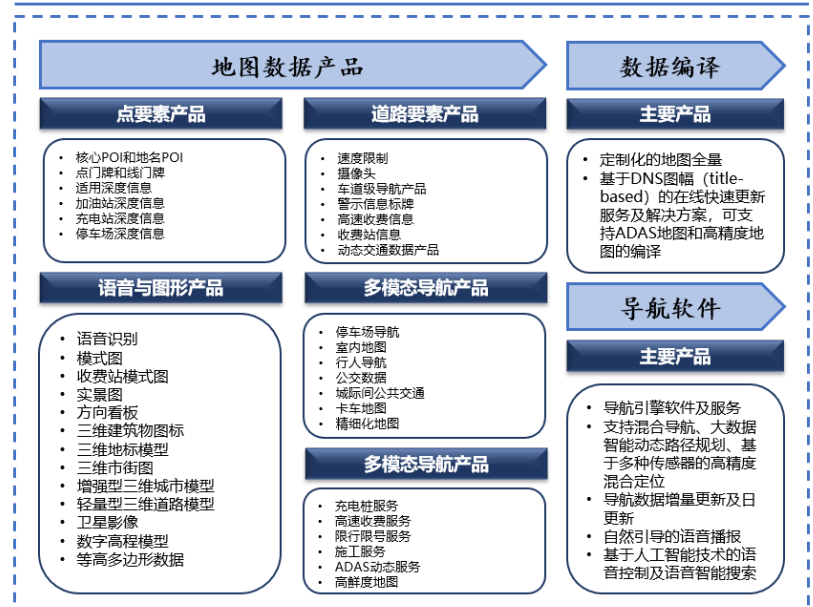 地图数据产品
点要素产品
• 核心POI和地名POI
• 点门牌和线门牌
• 适用深度信息
• 加油站深度信息
• 充电站深度信息
• 停车场深度信息
道路要素产品
• 速度限制
• 摄像头
• 车道级导航产品
• 警示信息标牌
• 高速收费信息
• 收费站信息
• 动态交通数据产品
语音与图形产品
• 语音识别
• 模式图
• 收费站模式图
• 实景图
• 方向看板
• 三维建筑物图标
• 三维地标模型
• 三维市街图
• 增强型三维城市模型
• 轻量型三维道路模型
• 卫星影像
• 数字高程模型
• 等高多边形数据
多模态导航产品
• 停车场导航
• 室内地图
• 行人导航
• 公交数据
• 城际间公共交通
• 卡车地图
• 精细化地图
多模态导航产品
• 充电桩服务
• 高速收费服务
• 限行限号服务
• 施工服务
• ADAS动态服务
• 高鲜度地图
数据编译
主要产品
• 定制化的地图全量
• 基于DNS图幅（title-
based）的在线快速更新
服务及解决方案，可支
持ADAS地图和高精度地
图的编译
导航软件
主要产品
• 导航引擎软件及服务
• 支持混合导航、大数据
智能动态路径规划、基
于多种传感器的高精度
混合定位
• 导航数据增量更新及日
更新
• 自然引导的语音播报
• 基于人工智能技术的语
音控制及语音智能搜索